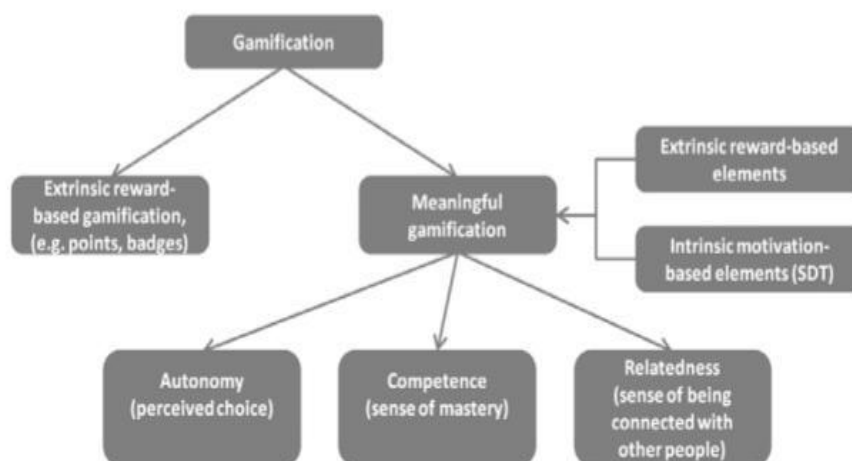 Gamification
Extrinsic reward-
based gamification,
(e.g. points, badges)
Meaningful
gamification
Extrinsic reward-based
elements
Intrinsic motivation-
based elements (SDT)
Autonomy
(perceived choice)
Competence
(sense of mastery)
Relatedness
(sense of being
connected with
other people)